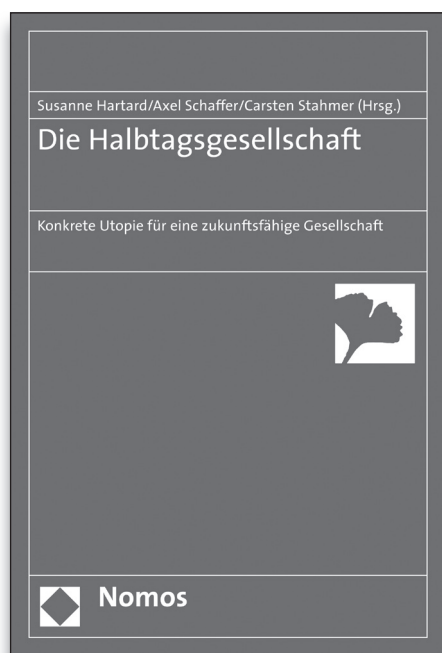 Susanne Hartard/Axel Schaffer/Carsten Stahmer (Hrsg.)
Die Halbtagsgesellschaft
Konkrete Utopie für eine zukunftsfähige Gesellschaft
Nomos